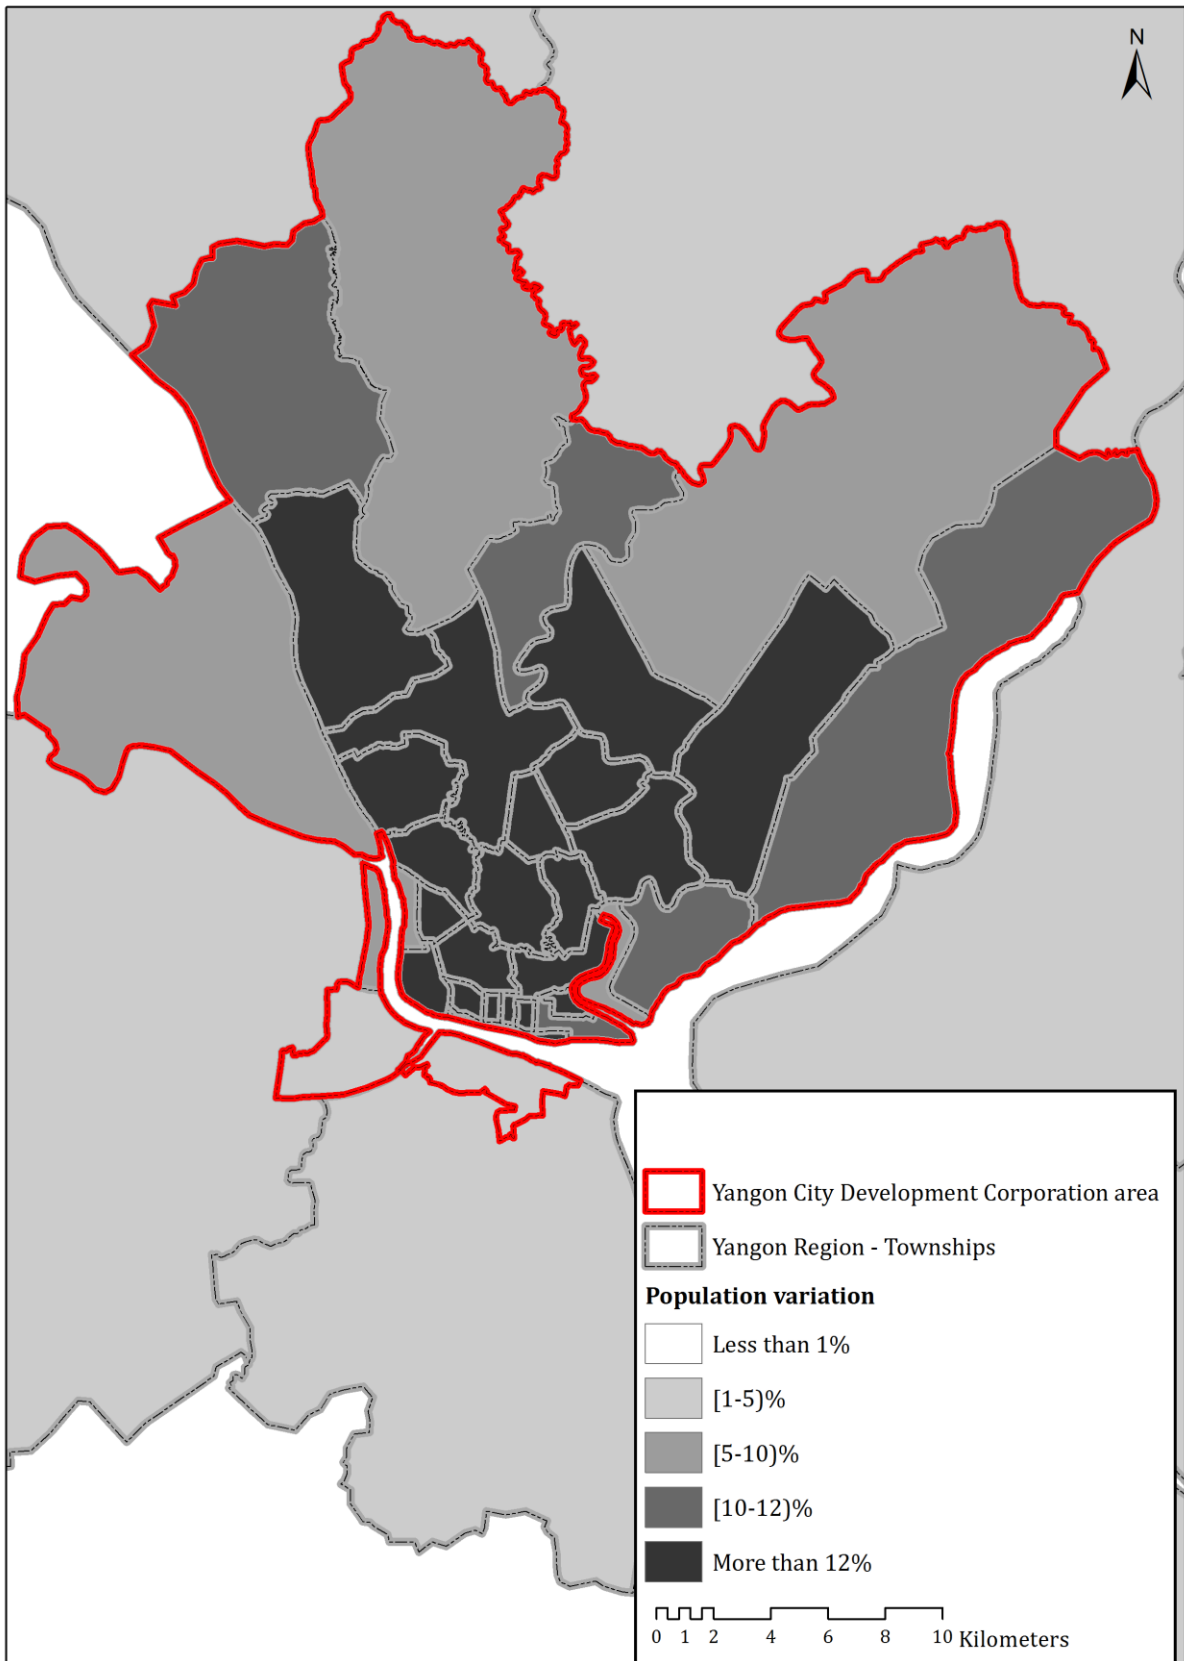 N
Yangon City Development Corporation area
Yangon Region - Townships
Population variation
Less than 1%
[1-5)%
[5-10)%
[10-12)%
More than 12%
0 1 2 4 6 8 10 Kilometers